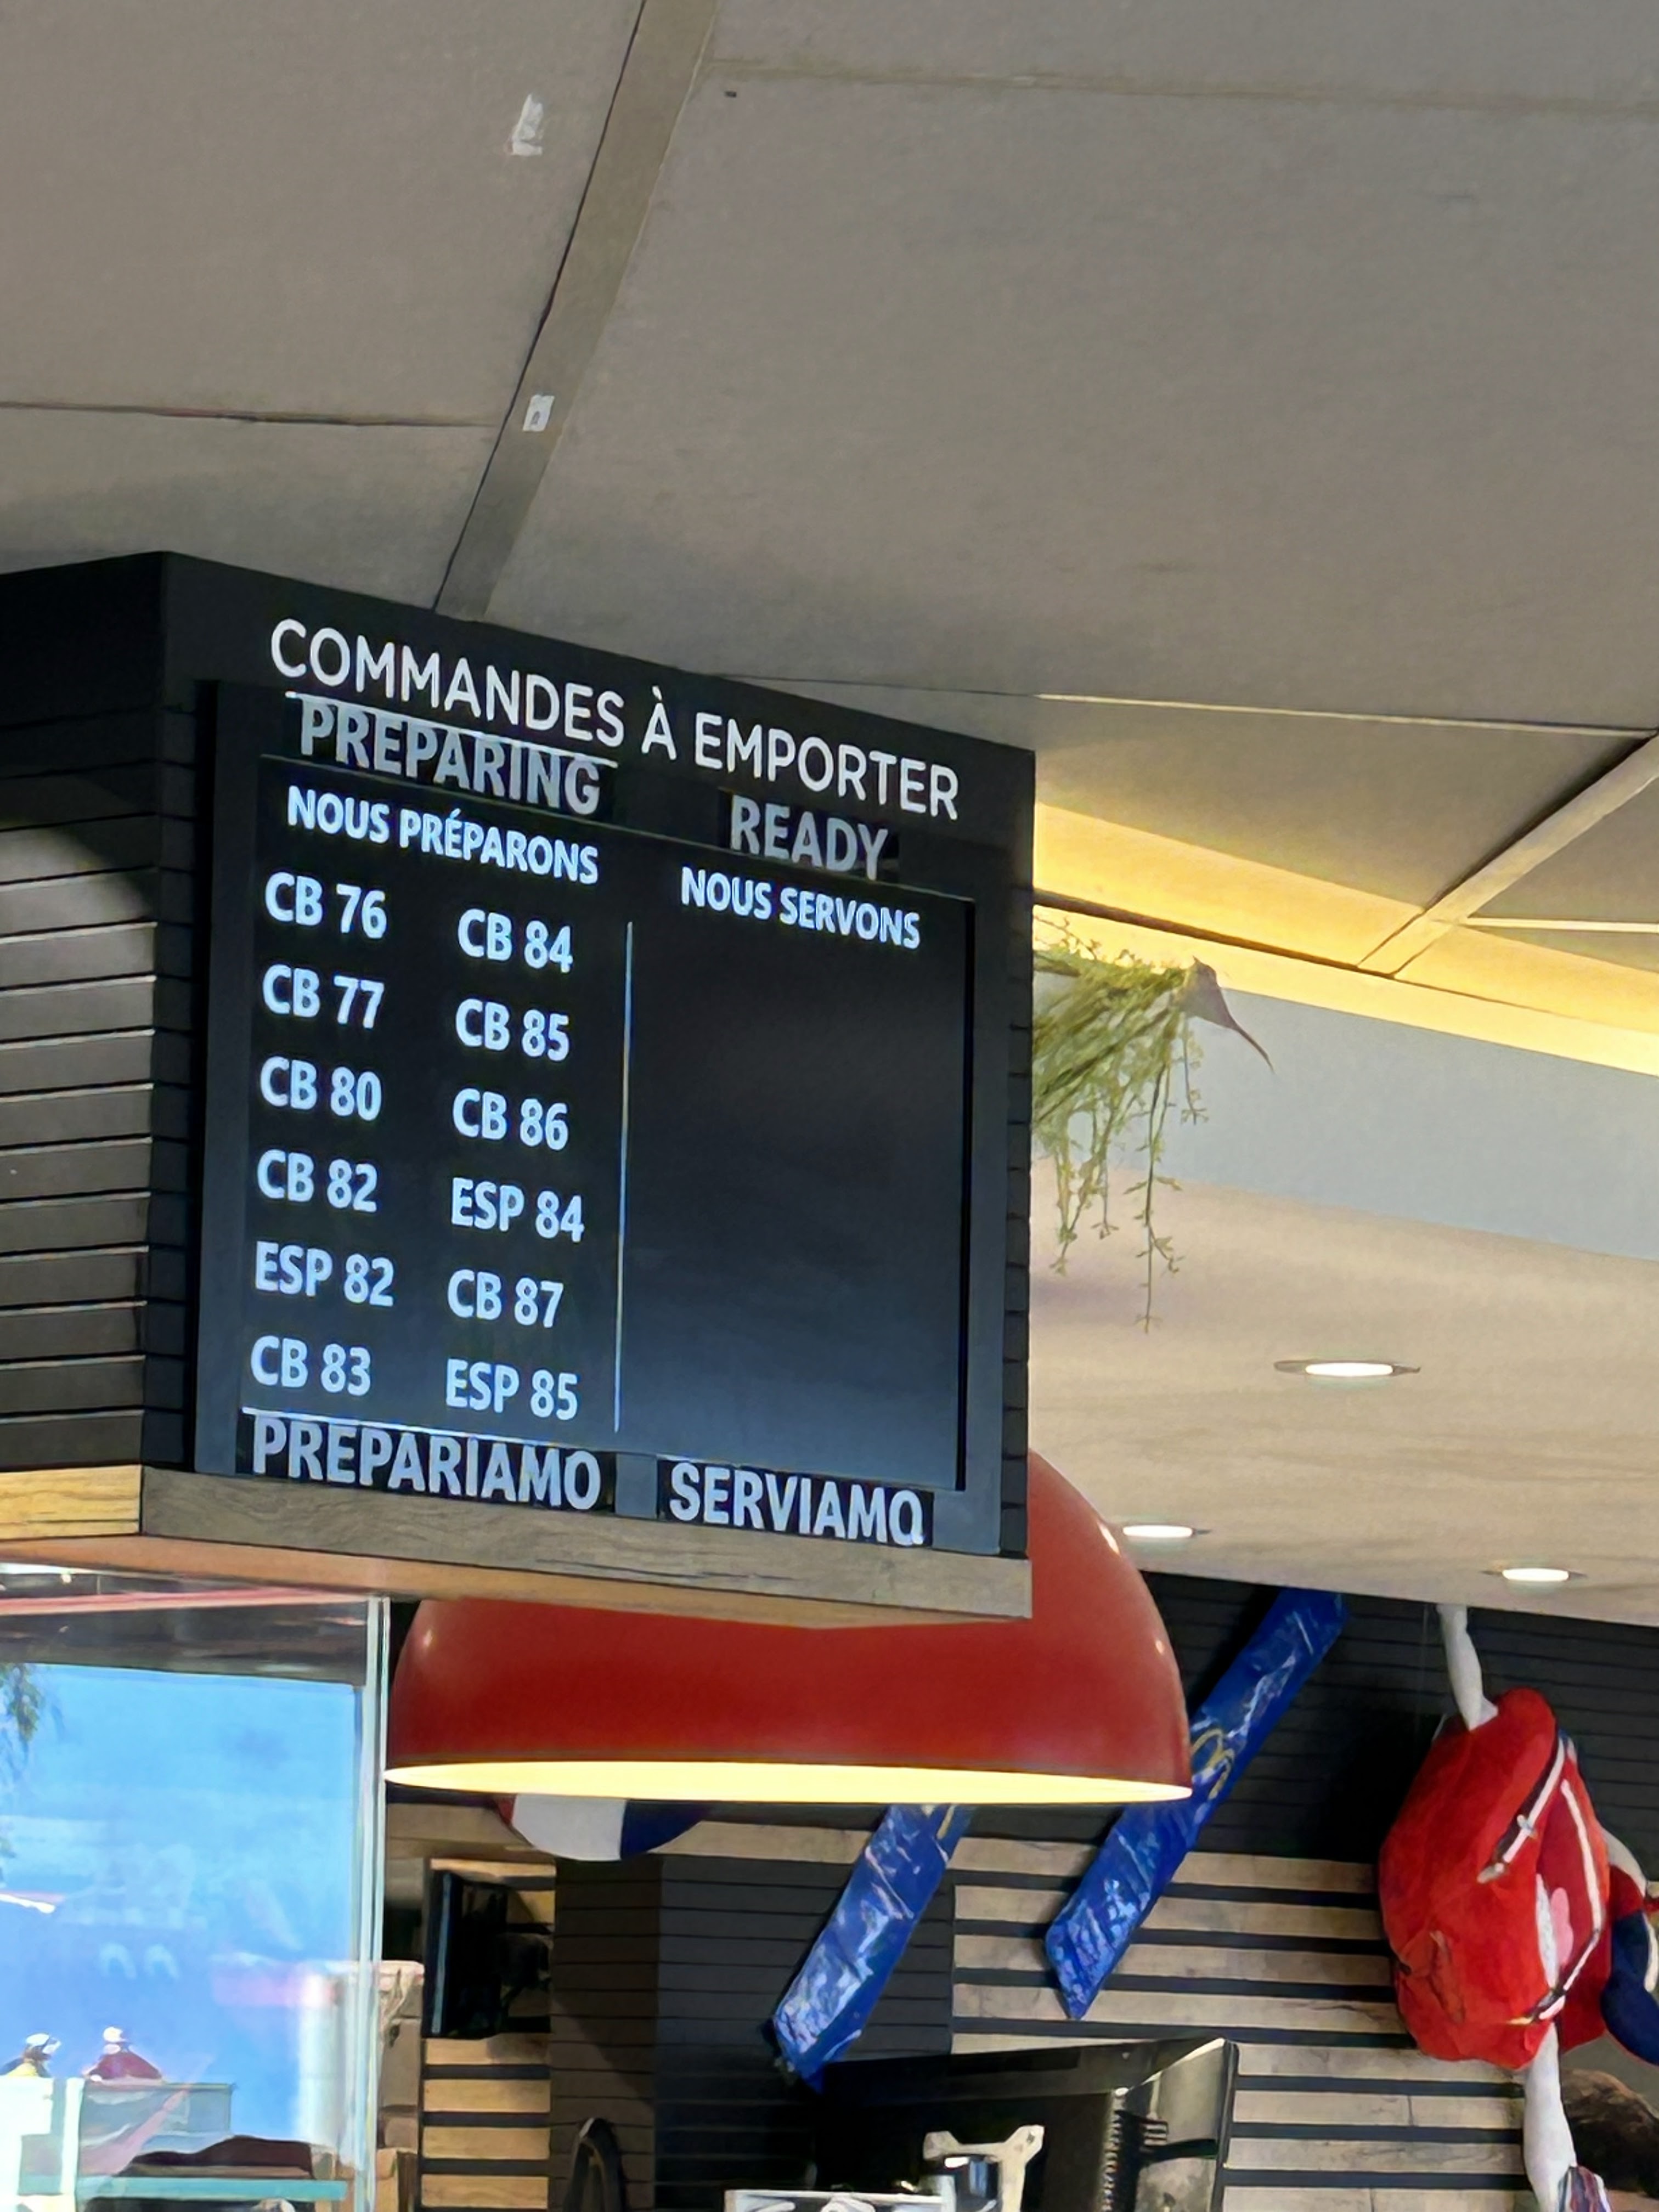 COMMANDES À EMPORTER
PREPARING
READY
NOUS PRÉPARONS
NOUS SERVONS
CB 76
CB 84
CB 77
CB 85
CB 80
CB 86
CB 82
ESP 84
ESP 82
CB 87
CB 83
ESP 85
PREPARIAMO
SERVIAMO